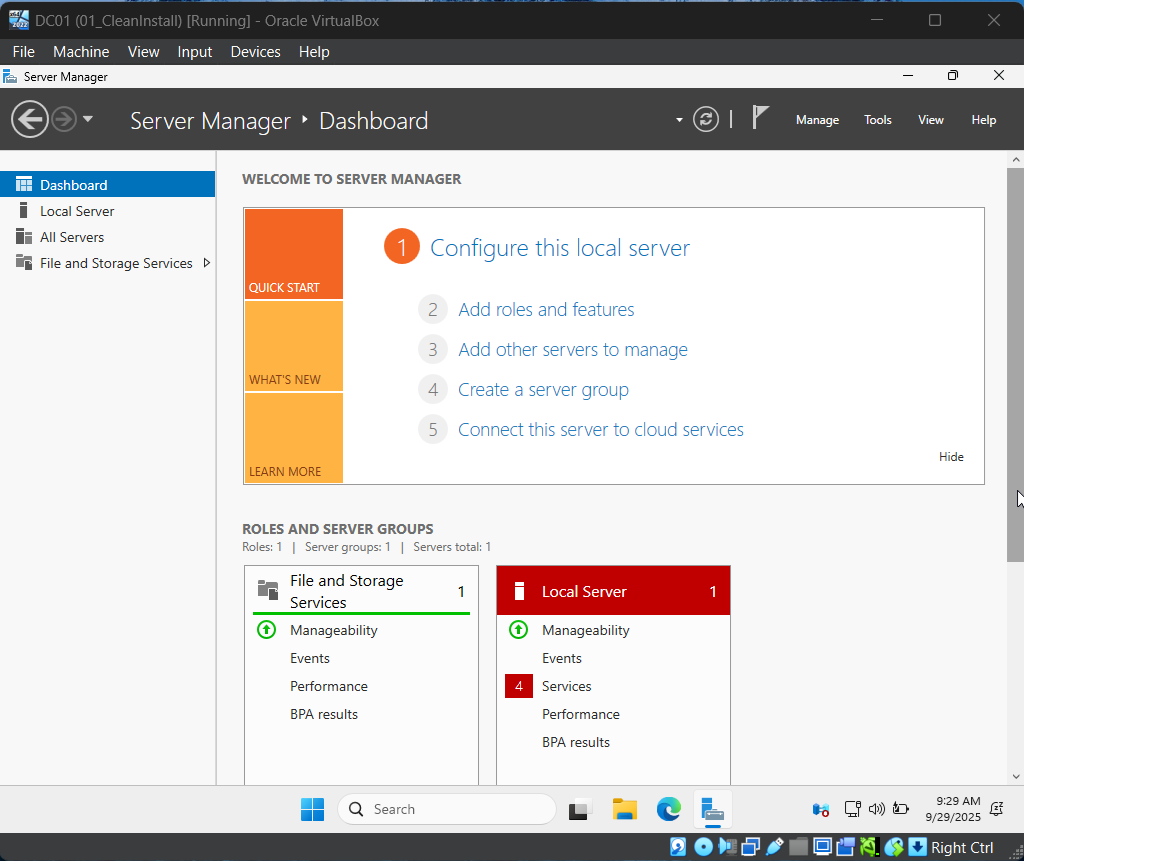 DC01 (01_CleanInstall) [Running] - Oracle VirtualBox
File Machine View Input Devices Help
Server Manager
Server Manager ‣ Dashboard
Manage Tools View Help
Dashboard
Local Server
All Servers
File and Storage Services
WELCOME TO SERVER MANAGER
QUICK START
WHAT'S NEW
LEARN MORE
1 Configure this local server
2 Add roles and features
3 Add other servers to manage
4 Create a server group
5 Connect this server to cloud services
Hide
ROLES AND SERVER GROUPS
Roles: 1 | Server groups: 1 | Servers total: 1
File and Storage
Services
1
Manageability
Events
Performance
BPA results
Local Server 1
Manageability
Events
4 Services
Performance
BPA results
Search
9:29 AM
9/29/2025
Right Ctrl